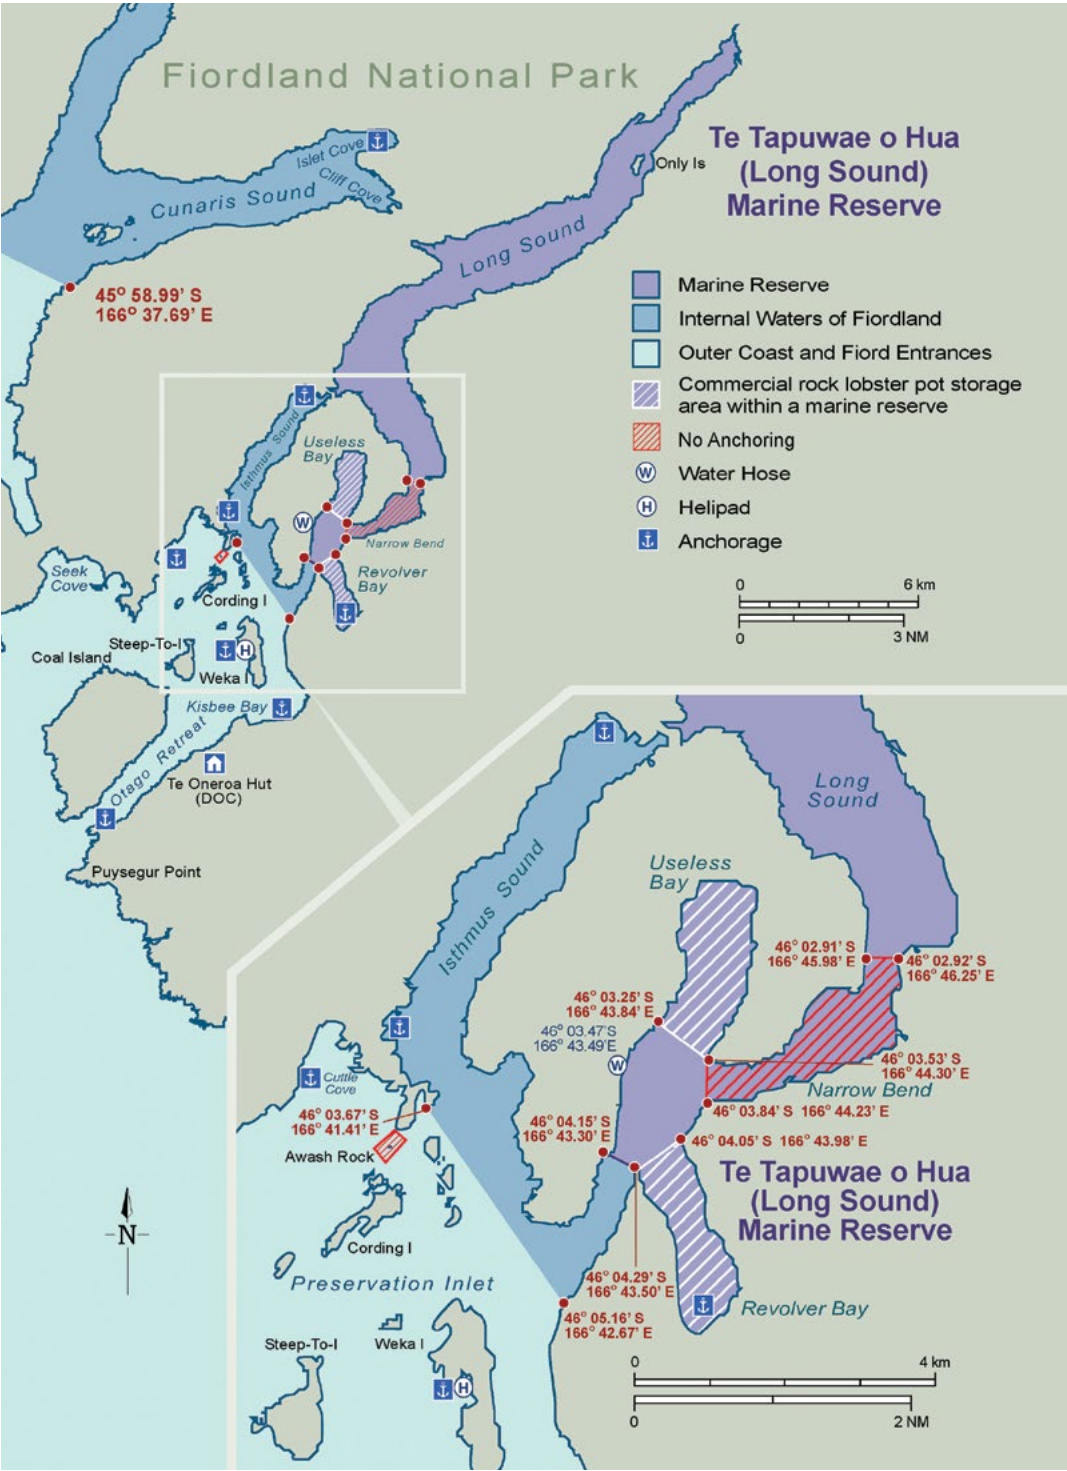 Fiordland National Park
Islet Cove
Cliff Cove
Cunaris Sound
45° 58.99' S
166° 37.69' E
Te Tapuwae o Hua
(Long Sound)
Marine Reserve
Only Is
Long Sound
Marine Reserve
Internal Waters of Fiordland
Outer Coast and Fiord Entrances
Commercial rock lobster pot storage
area within a marine reserve
No Anchoring
W Water Hose
H Helipad
Anchorage
0 6 km
0 3 NM
Isthmus Sound
Useless
Bay
W
Narrow Bend
Revolver
Bay
Seek
Cove
Cording I
Steep-To-I
Coal Island
H
Weka I
Kisbee Bay
Otago Retreat
Te Oneroa Hut
(DOC)
Puysegur Point
Long
Sound
Useless
Bay
Isthmus Sound
46° 02.91' S
166° 45.98' E
46° 02.92' S
166° 46.25' E
46° 03.25' S
166° 43.84' E
46° 03.47'S
166° 43.49'E
W
46° 03.53' S
166° 44.30' E
Narrow Bend
Cuttle
Cove
46° 03.67' S
166° 41.41' E
46° 04.15' S
166° 43.30' E
46° 03.84' S 166° 44.23' E
46° 04.05' S 166° 43.98' E
Awash Rock
Te Tapuwae o Hua
(Long Sound)
Marine Reserve
N
Cording I
Preservation Inlet
46° 04.29' S
166° 43.50' E
46° 05.16' S
166° 42.67' E
Revolver Bay
Steep-To-I
Weka I
H
0 4 km
0 2 NM